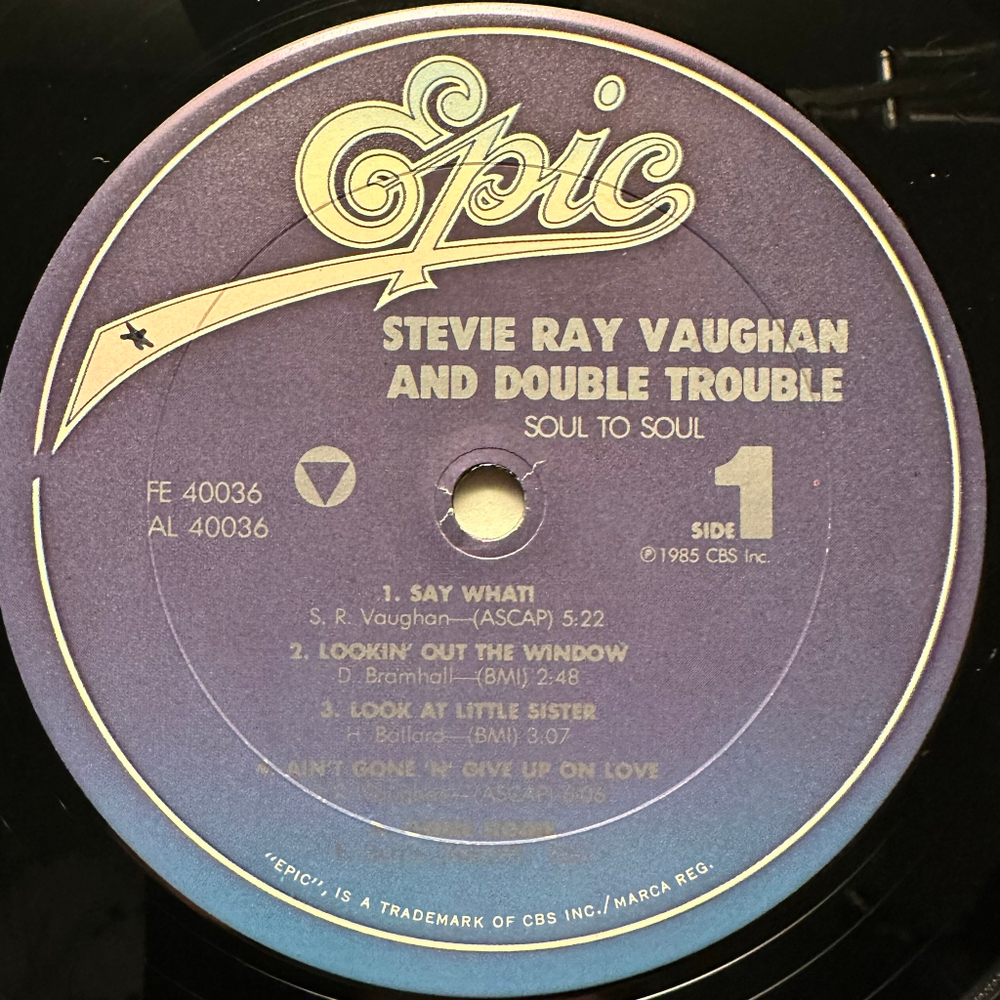 Epic
STEVIE RAY VAUGHAN
AND DOUBLE TROUBLE
SOUL TO SOUL
FE 40036
AL 40036
SIDE 1
℗ 1985 CBS Inc.
1. SAY WHAT!
S. R. Vaughan—(ASCAP) 5:22
2. LOOKIN' OUT THE WINDOW
D. Bramhall—(BMI) 2:48
3. LOOK AT LITTLE SISTER
H. Ballard—(BMI) 3:07
4. AIN'T GONE 'N' GIVE UP ON LOVE
(ASCAP)
"EPIC", IS A TRADEMARK OF CBS INC./MARCA REG.